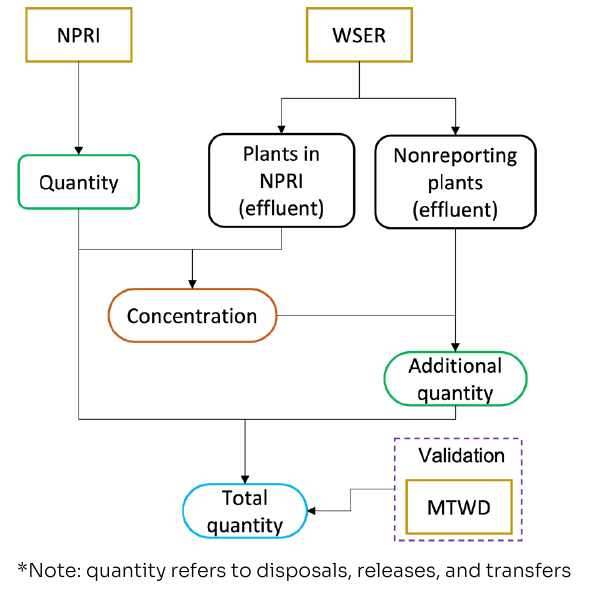 NPRI
WSER
Quantity
Plants in
NPRI
(effluent)
Nonreporting
plants
(effluent)
Concentration
Additional
quantity
Validation
MTWD
Total
quantity
*Note: quantity refers to disposals, releases, and transfers